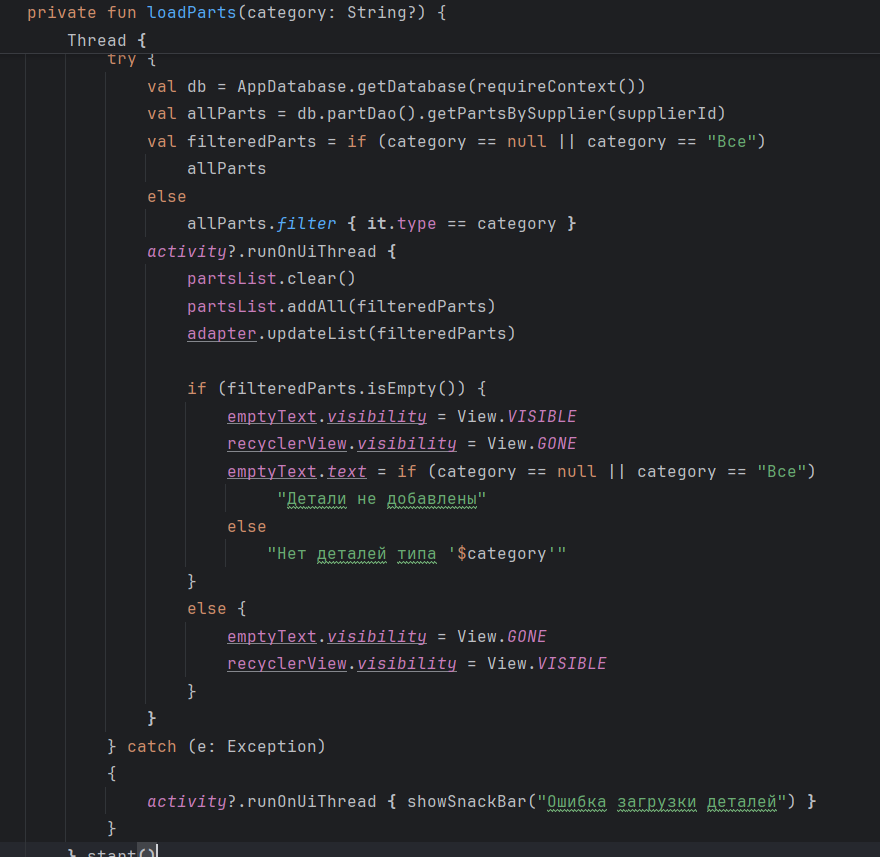 private fun loadParts(category: String?) {
Thread {
try {
val db = AppDatabase.getDatabase(requireContext())
val allParts = db.partDao().getPartsBySupplier(supplierId)
val filteredParts = if (category == null || category == "Все")
allParts
else
allParts.filter { it.type == category }
activity?.runOnUiThread {
partsList.clear()
partsList.addAll(filteredParts)
adapter.updateList(filteredParts)
if (filteredParts.isEmpty()) {
emptyText.visibility = View.VISIBLE
recyclerView.visibility = View.GONE
emptyText.text = if (category == null || category == "Все")
"Детали не добавлены"
else
"Нет деталей типа '$category'"
}
else {
emptyText.visibility = View.GONE
recyclerView.visibility = View.VISIBLE
}
}
} catch (e: Exception)
{
activity?.runOnUiThread { showSnackBar("Ошибка загрузки деталей") }
}
}.start()